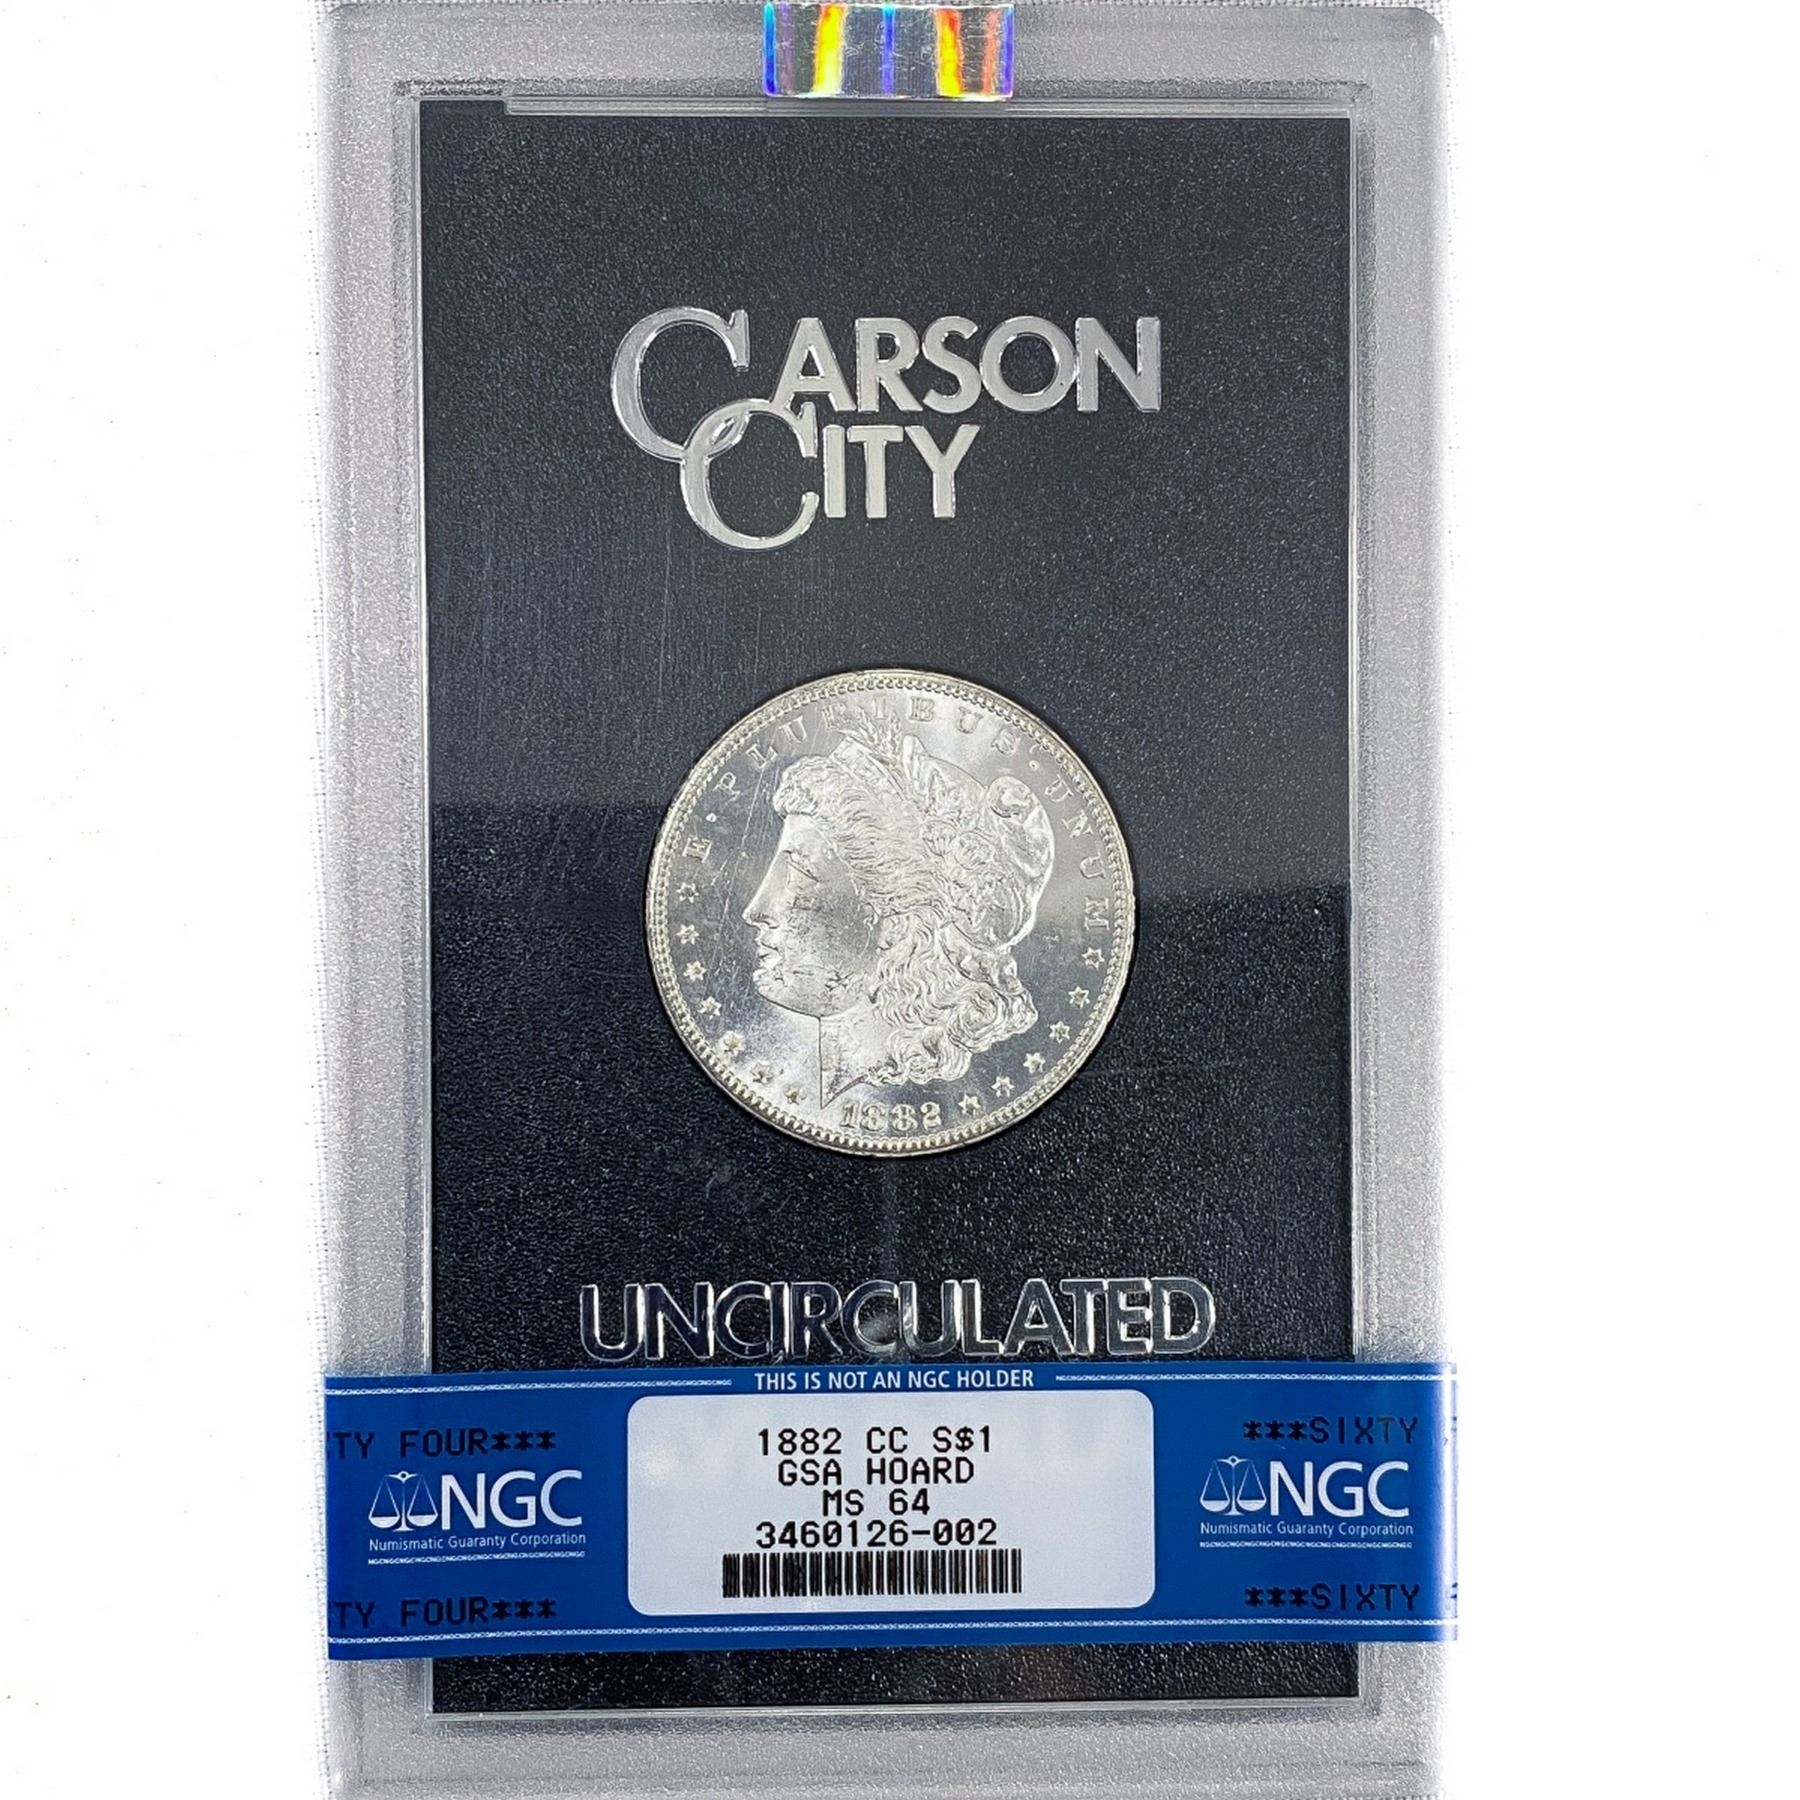 CARSON
CITY
E·PLURIBUS·UNUM
1882
UNCIRCULATED
THIS IS NOT AN NGC HOLDER
TY FOUR*** 1882 CC S$1 ***SIXTY
GSA HOARD
NGC MS 64 NGC
Numismatic Guaranty Corporation 3460126-002 Numismatic Guaranty Corporation
TY FOUR*** ***SIXTY